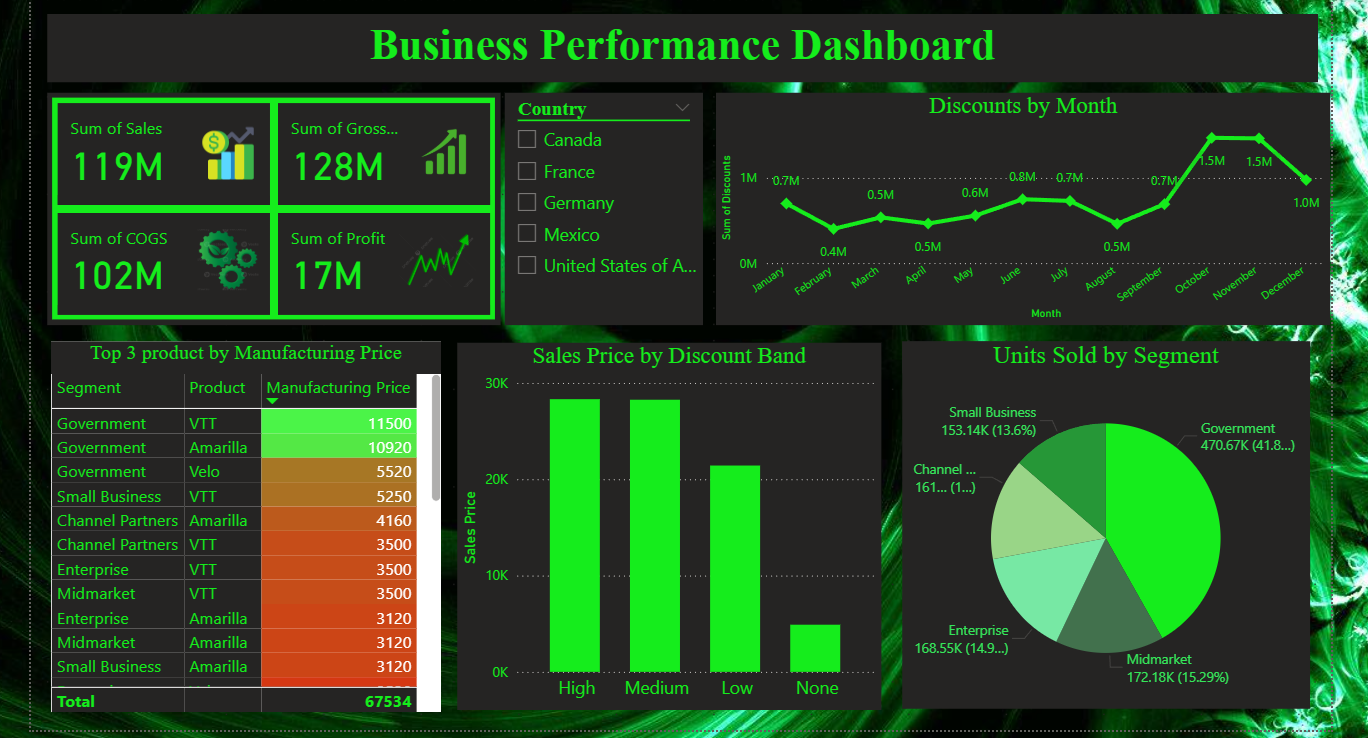 Business Performance Dashboard
Sum of Sales
119M
Sum of Gross...
128M
Sum of COGS
102M
Sum of Profit
17M
Country
Canada
France
Germany
Mexico
United States of A...
Discounts by Month
Sum of Discounts
1M
0M
0.7M
0.4M
0.5M
0.5M
0.6M
0.8M
0.7M
0.5M
0.7M
1.5M
1.5M
1.0M
January
February
March
April
May
June
July
August
September
October
November
December
Month
Top 3 product by Manufacturing Price
Segment Product Manufacturing Price
Government VTT 11500
Government Amarilla 10920
Government Velo 5520
Small Business VTT 5250
Channel Partners Amarilla 4160
Channel Partners VTT 3500
Enterprise VTT 3500
Midmarket VTT 3500
Enterprise Amarilla 3120
Midmarket Amarilla 3120
Small Business Amarilla 3120
Total 67534
Sales Price by Discount Band
Sales Price
30K
20K
10K
0K
High
Medium
Low
None
Units Sold by Segment
Small Business
153.14K (13.6%)
Government
470.67K (41.8...)
Channel ...
161... (1...)
Enterprise
168.55K (14.9...)
Midmarket
172.18K (15.29%)